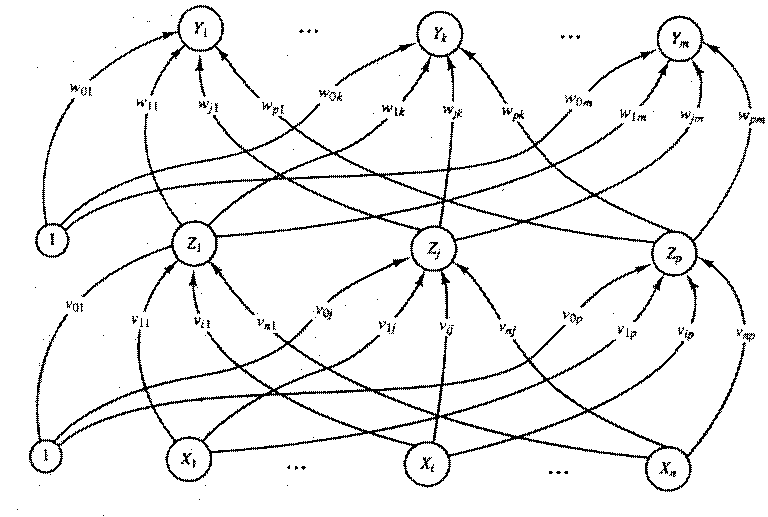 Y1 ... Yk ... Ym
w01 w11 wj1 wp1 w0k w1k wjk wpk w0m w1m wjm wpm
1 Z1 Zj Zp
v01 v11 vi1 vn1 v0j v1j vij vnj v0p v1p vip vnp
1 X1 ... Xi ... Xn